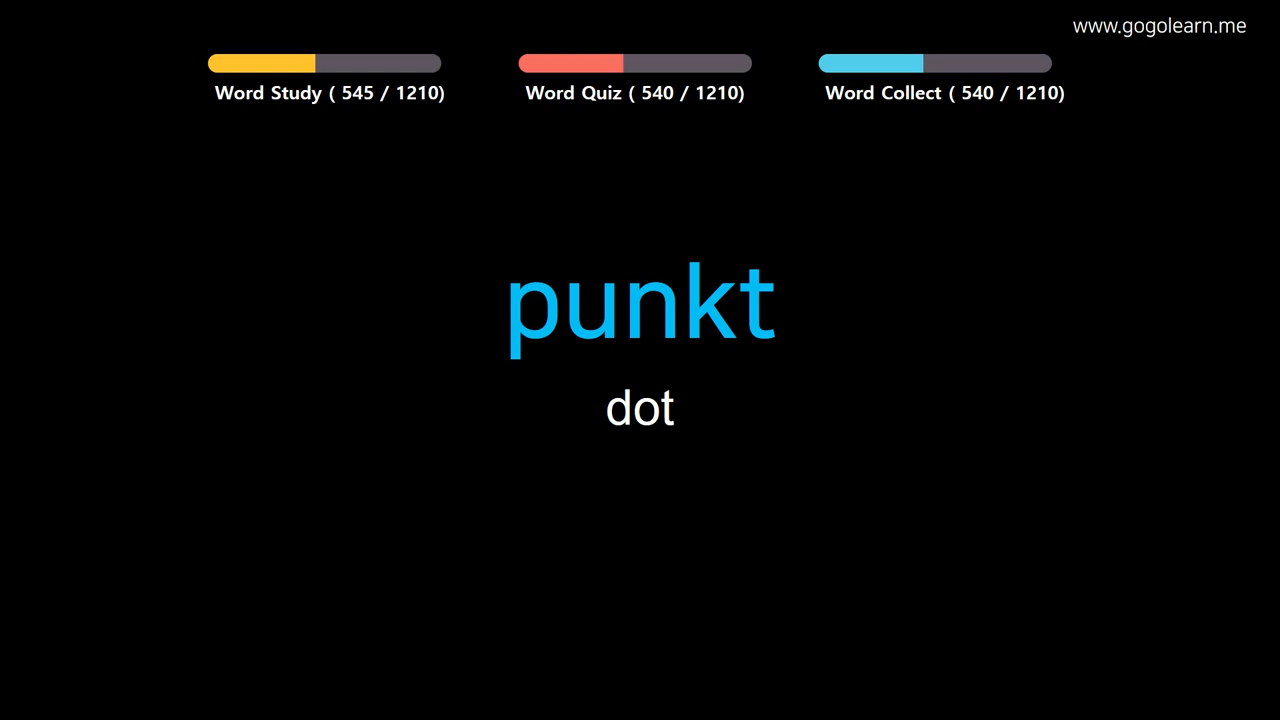 www.gogolearn.me
Word Study ( 545 / 1210)
Word Quiz ( 540 / 1210)
Word Collect ( 540 / 1210)
punkt
dot